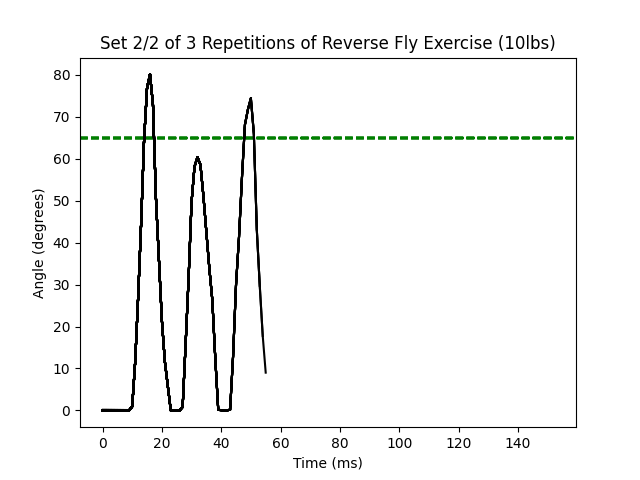 Set 2/2 of 3 Repetitions of Reverse Fly Exercise (10lbs)
80
70
60
50
40
30
20
10
0
Angle (degrees)
0 20 40 60 80 100 120 140
Time (ms)